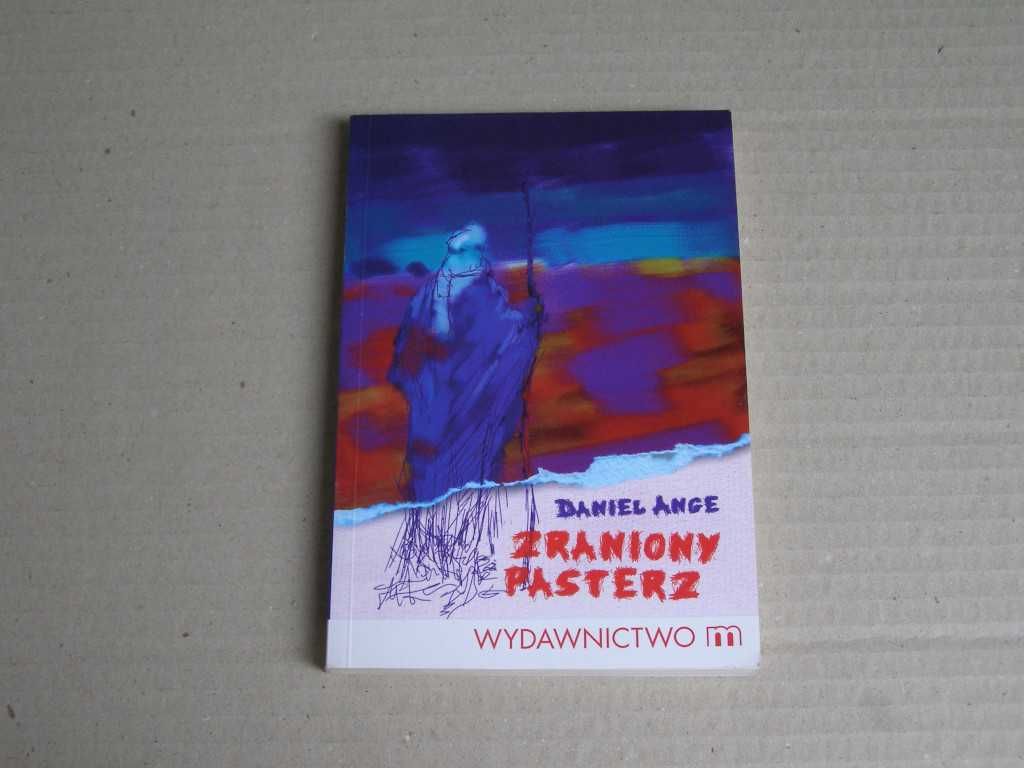 DANIEL ANGE
ZRANIONY
PASTERZ
WYDAWNICTWO m